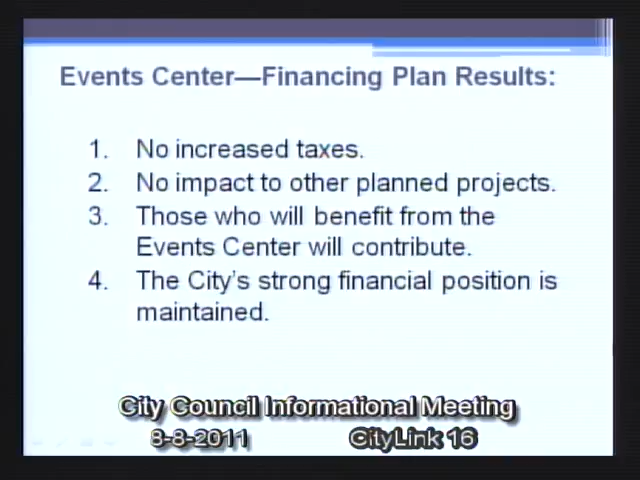 Events Center—Financing Plan Results:
1. No increased taxes.
2. No impact to other planned projects.
3. Those who will benefit from the
Events Center will contribute.
4. The City's strong financial position is
maintained.
City Council Informational Meeting
8-8-2011 CityLink 16